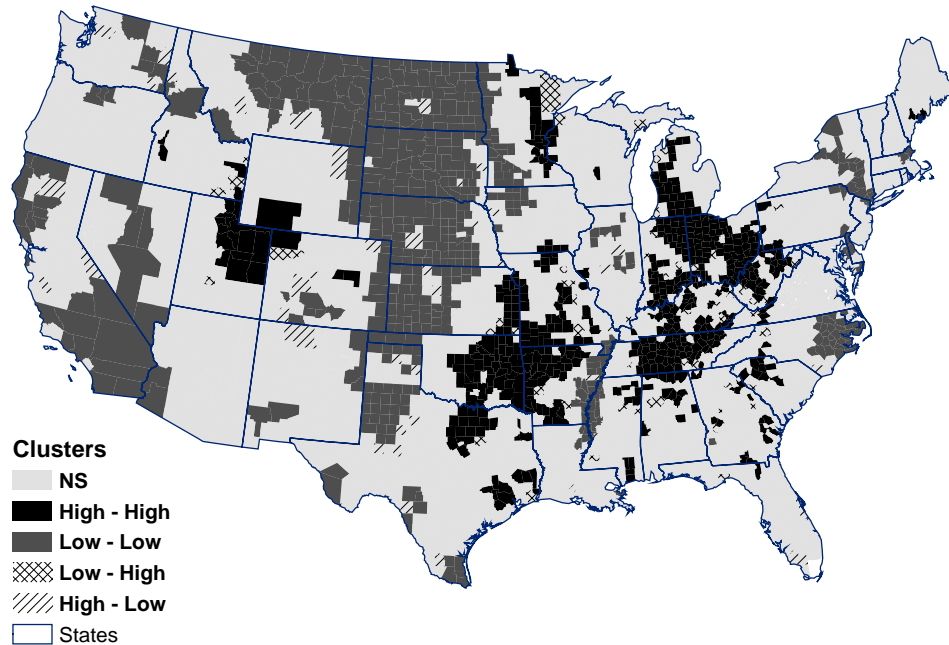 Clusters
NS
High - High
Low - Low
Low - High
High - Low
States